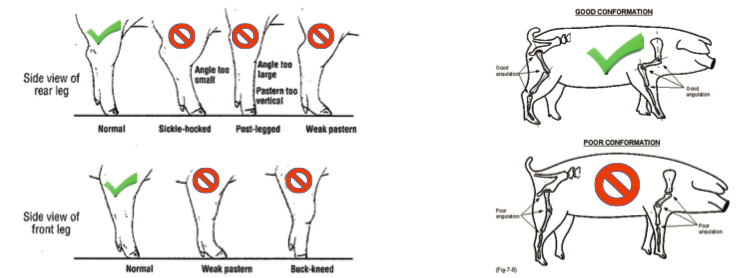 Side view of
rear leg
Angle too
small
Angle too
large
Pastern too
vertical
Normal
Sickle-hocked
Post-legged
Weak pastern
Side view of
front leg
Normal
Weak pastern
Buck-kneed
GOOD CONFORMATION
Good
angulation
Good
angulation
POOR CONFORMATION
Poor
angulation
Poor
angulation
(Fig-7-8)